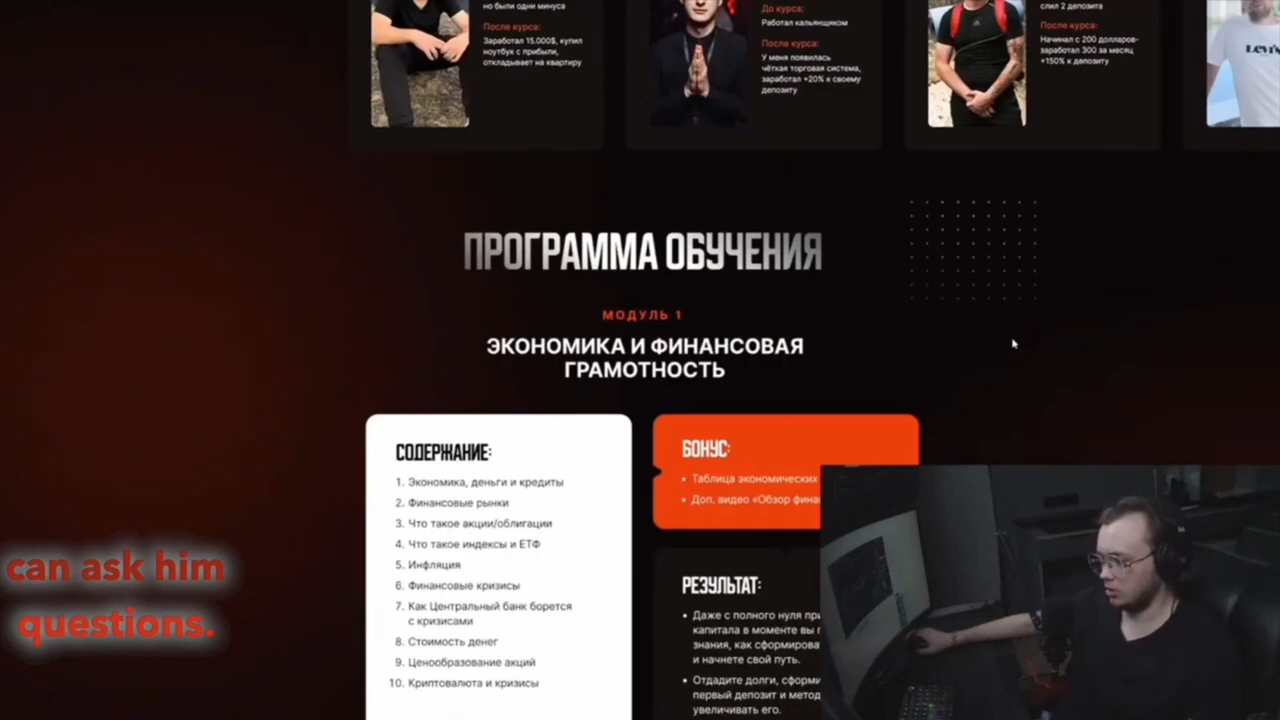 но были одни минуса
После курса:
Заработал 15.000$, купил
ноутбук с прибыли,
откладывает на квартиру
До курса:
Работал кальянщиком
После курса:
У меня появилась
чёткая торговая система,
заработал +20% к своему
депозиту
слил 2 депозита
После курса:
Начинал с 200 долларов-
заработал 300 за месяц
+150% к депозиту
LEVI'S
ПРОГРАММА ОБУЧЕНИЯ
МОДУЛЬ 1
ЭКОНОМИКА И ФИНАНСОВАЯ
ГРАМОТНОСТЬ
СОДЕРЖАНИЕ:
1. Экономика, деньги и кредиты
2. Финансовые рынки
3. Что такое акции/облигации
4. Что такое индексы и ЕТФ
5. Инфляция
6. Финансовые кризисы
7. Как Центральный банк борется
с кризисами
8. Стоимость денег
9. Ценообразование акций
10. Криптовалюта и кризисы
БОНУС:
• Таблица экономических
• Доп. видео «Обзор фина
РЕЗУЛЬТАТ:
• Даже с полного нуля при
капитала в моменте вы п
знания, как сформирова
и начнете свой путь.
• Отдадите долги, сформи
первый депозит и метод
увеличивать его.
can ask him
questions.